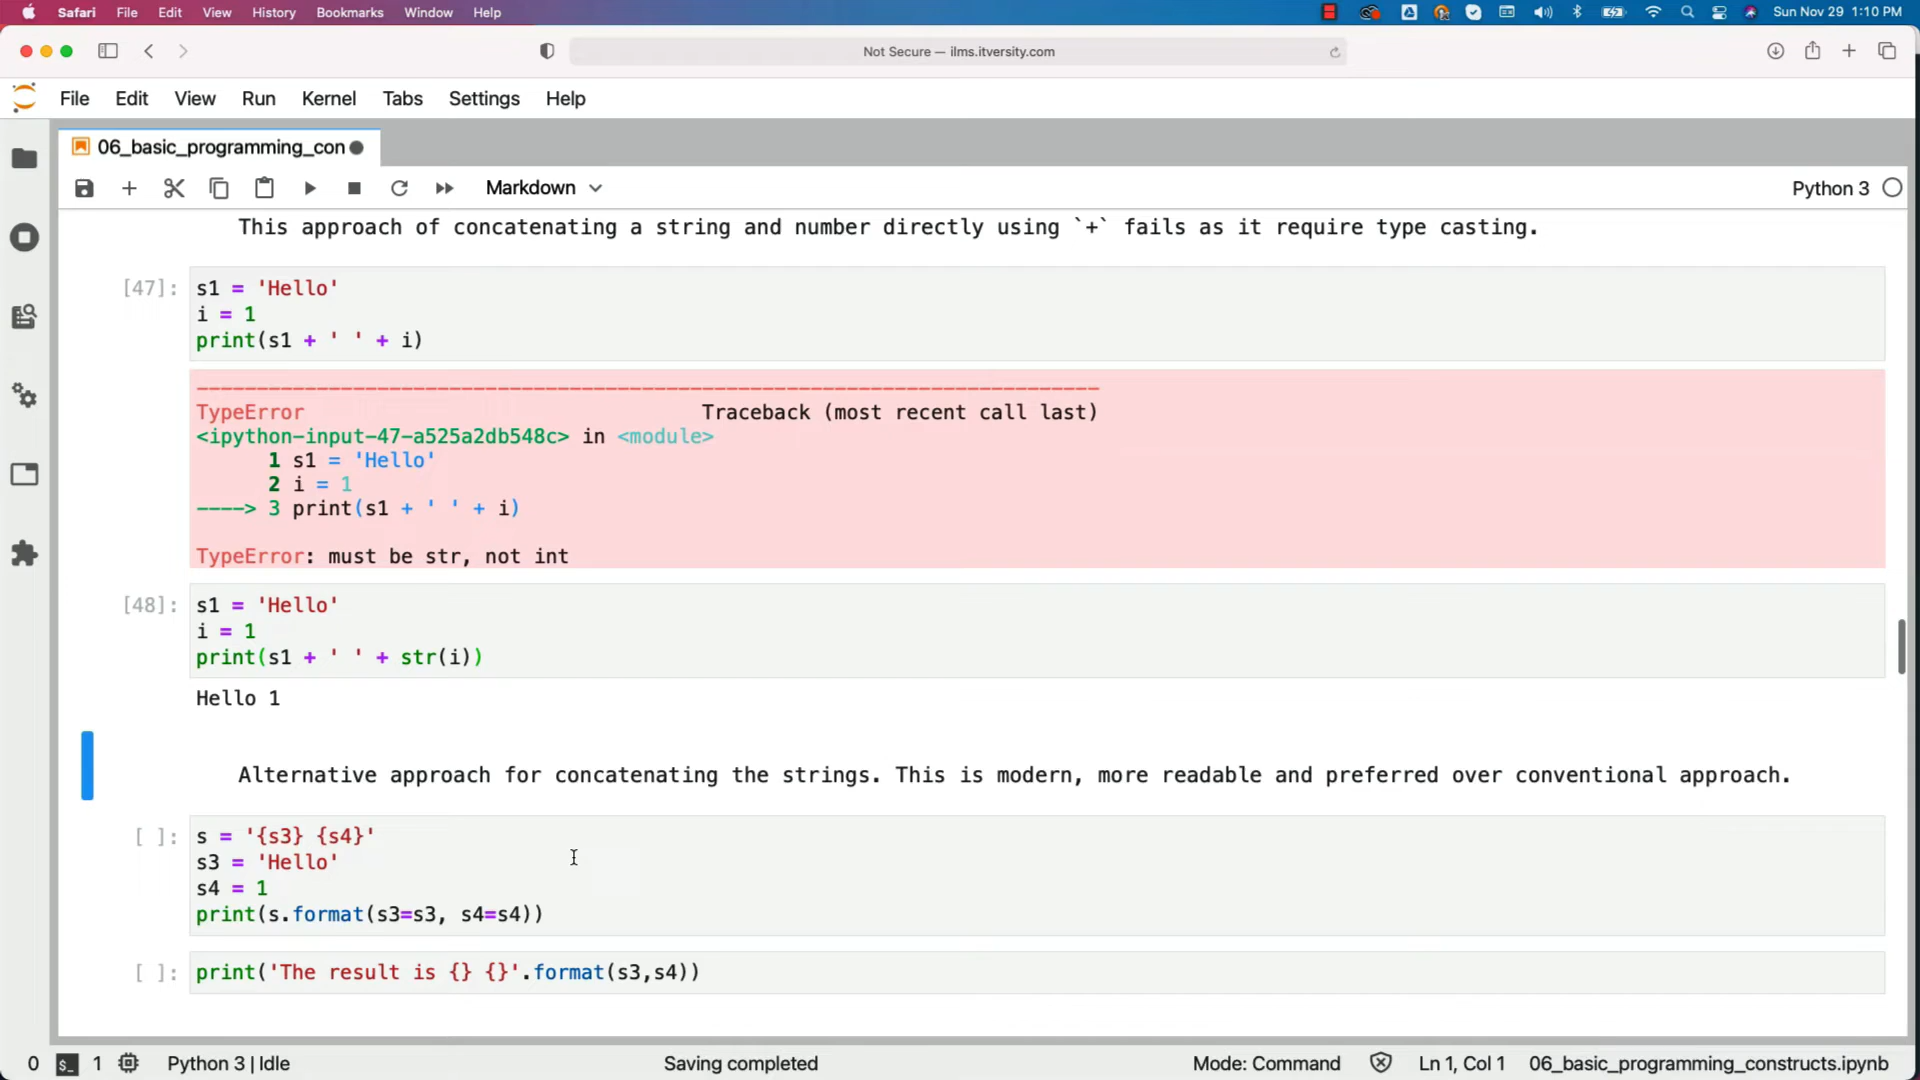 Safari File Edit View History Bookmarks Window Help Sun Nov 29 1:10 PM
Not Secure — ilms.itversity.com
File Edit View Run Kernel Tabs Settings Help
06_basic_programming_con
Markdown Python 3
This approach of concatenating a string and number directly using `+` fails as it require type casting.
[47]: s1 = 'Hello'
i = 1
print(s1 + ' ' + i)
---------------------------------------------------------------------------
TypeError Traceback (most recent call last)
<ipython-input-47-a525a2db548c> in <module>
1 s1 = 'Hello'
2 i = 1
----> 3 print(s1 + ' ' + i)
TypeError: must be str, not int
[48]: s1 = 'Hello'
i = 1
print(s1 + ' ' + str(i))
Hello 1
Alternative approach for concatenating the strings. This is modern, more readable and preferred over conventional approach.
[ ]: s = '{s3} {s4}'
s3 = 'Hello'
s4 = 1
print(s.format(s3=s3, s4=s4))
[ ]: print('The result is {} {}'.format(s3,s4))
0 $_ 1 Python 3 | Idle Saving completed Mode: Command Ln 1, Col 1 06_basic_programming_constructs.ipynb